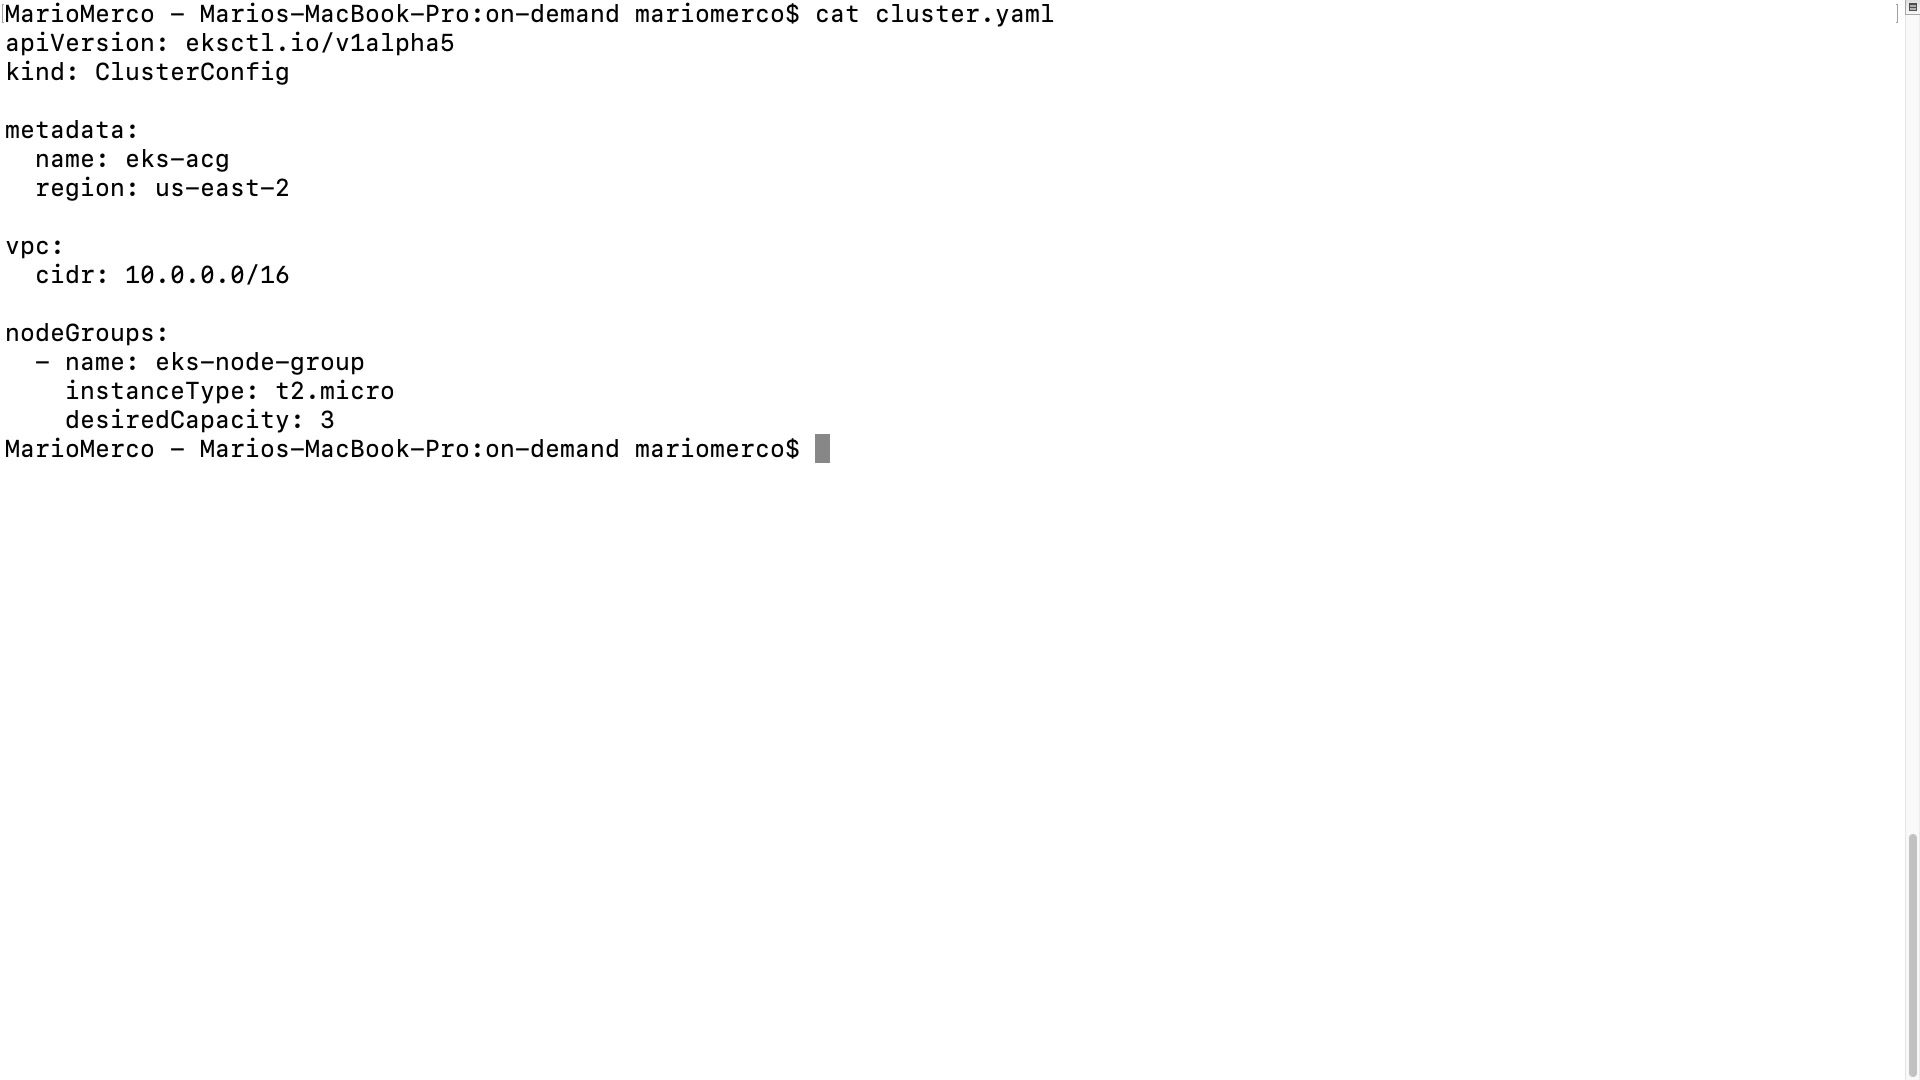 MarioMerco - Marios-MacBook-Pro:on-demand mariomerco$ cat cluster.yaml
apiVersion: eksctl.io/v1alpha5
kind: ClusterConfig

metadata:
  name: eks-acg
  region: us-east-2

vpc:
  cidr: 10.0.0.0/16

nodeGroups:
  - name: eks-node-group
    instanceType: t2.micro
    desiredCapacity: 3
MarioMerco - Marios-MacBook-Pro:on-demand mariomerco$